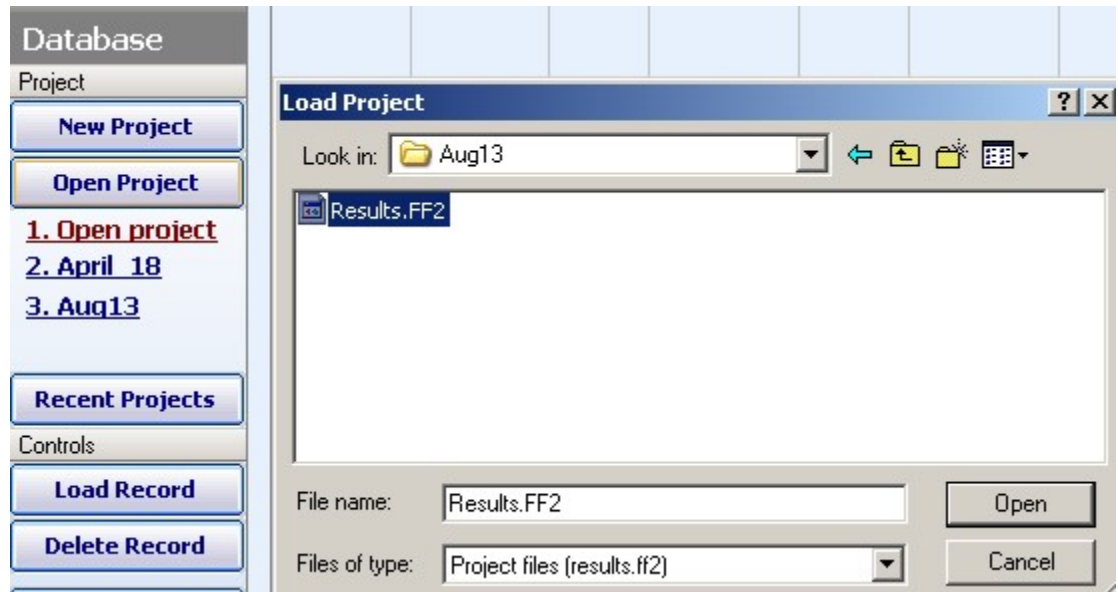 Database
Project
New Project
Open Project
1. Open project
2. April_18
3. Aug13
Recent Projects
Controls
Load Record
Delete Record
Load Project
Look in: Aug13
Results.FF2
File name: Results.FF2
Open
Files of type: Project files (results.ff2)
Cancel